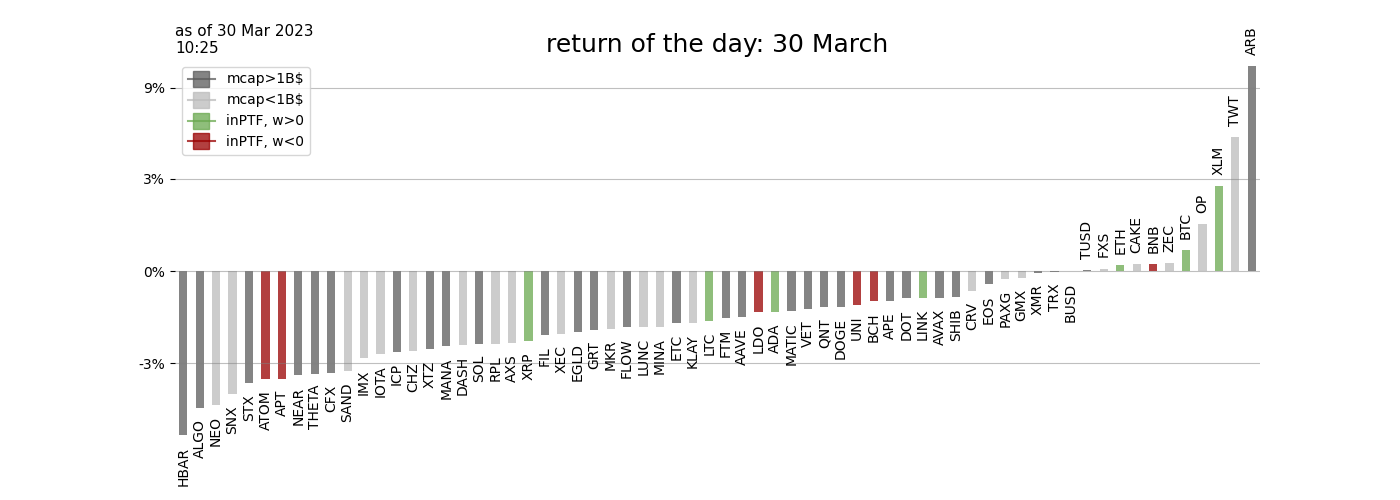 as of 30 Mar 2023
10:25
return of the day: 30 March
mcap>1B$
mcap<1B$
inPTF, w>0
inPTF, w<0
9%
3%
0%
-3%
HBAR
ALGO
NEO
SNX
STX
ATOM
APT
NEAR
THETA
CFX
SAND
IMX
IOTA
ICP
CHZ
XTZ
MANA
DASH
SOL
RPL
AXS
XRP
FIL
XEC
EGLD
GRT
MKR
FLOW
LUNC
MINA
ETC
KLAY
LTC
FTM
AAVE
LDO
ADA
MATIC
VET
QNT
DOGE
UNI
BCH
APE
DOT
LINK
AVAX
SHIB
CRV
EOS
PAXG
GMX
XMR
TRX
BUSD
TUSD
FXS
ETH
CAKE
BNB
ZEC
BTC
OP
XLM
TWT
ARB